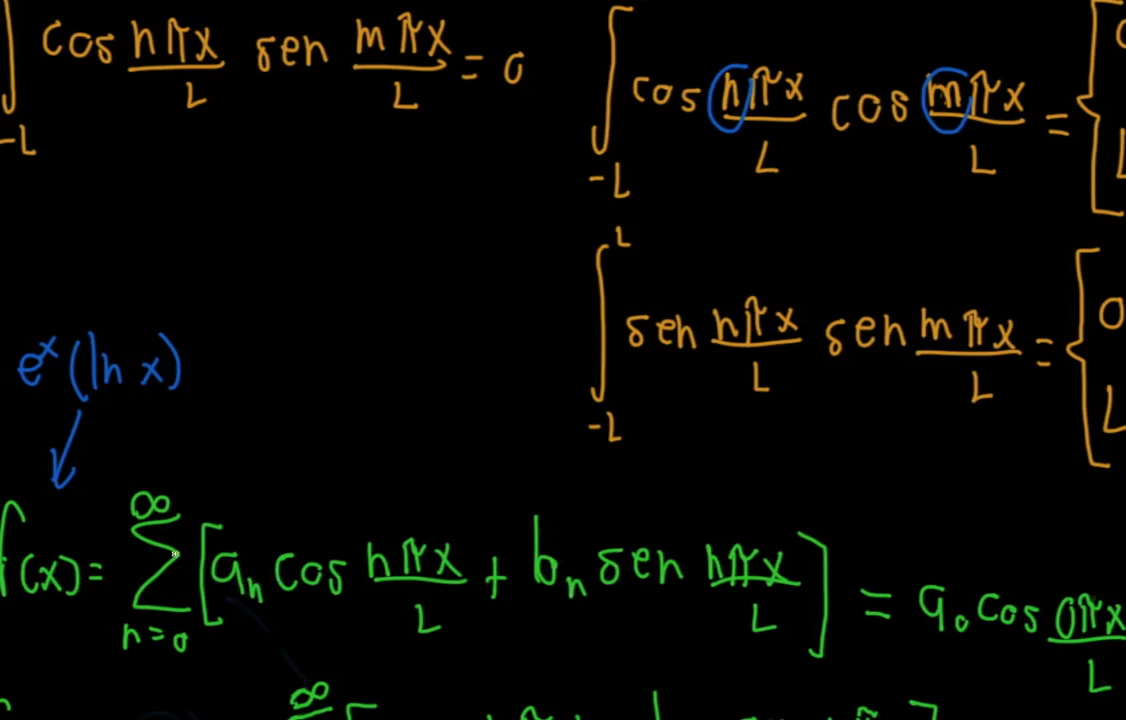 ∫_{-L} cos nπx/L sen mπx/L = 0
∫_{-L} cos nπx/L cos mπx/L = {
∫_{-L}^{L} sen nπx/L sen mπx/L = { 0 L
e^x (ln x)
f(x) = ∑_{n=0}^{∞} [a_n cos nπx/L + b_n sen nπx/L] = a_0 cos 0πx/L
∞ [